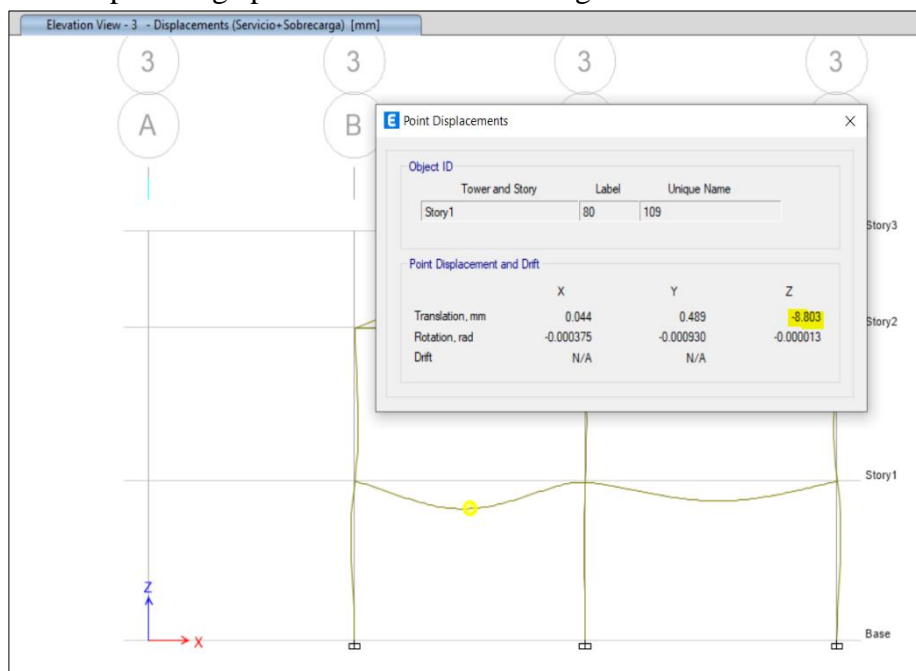 Elevation View - 3 - Displacements (Servicio+Sobrecarga) [mm]
3 3 3 3
A B
Point Displacements
Object ID
Tower and Story Label Unique Name
Story1 80 109
Point Displacement and Drift
X Y Z
Translation, mm 0.044 0.489 -8.803
Rotation, rad -0.000375 -0.000930 -0.000013
Drift N/A N/A
Story3
Story2
Story1
Z
X
Base